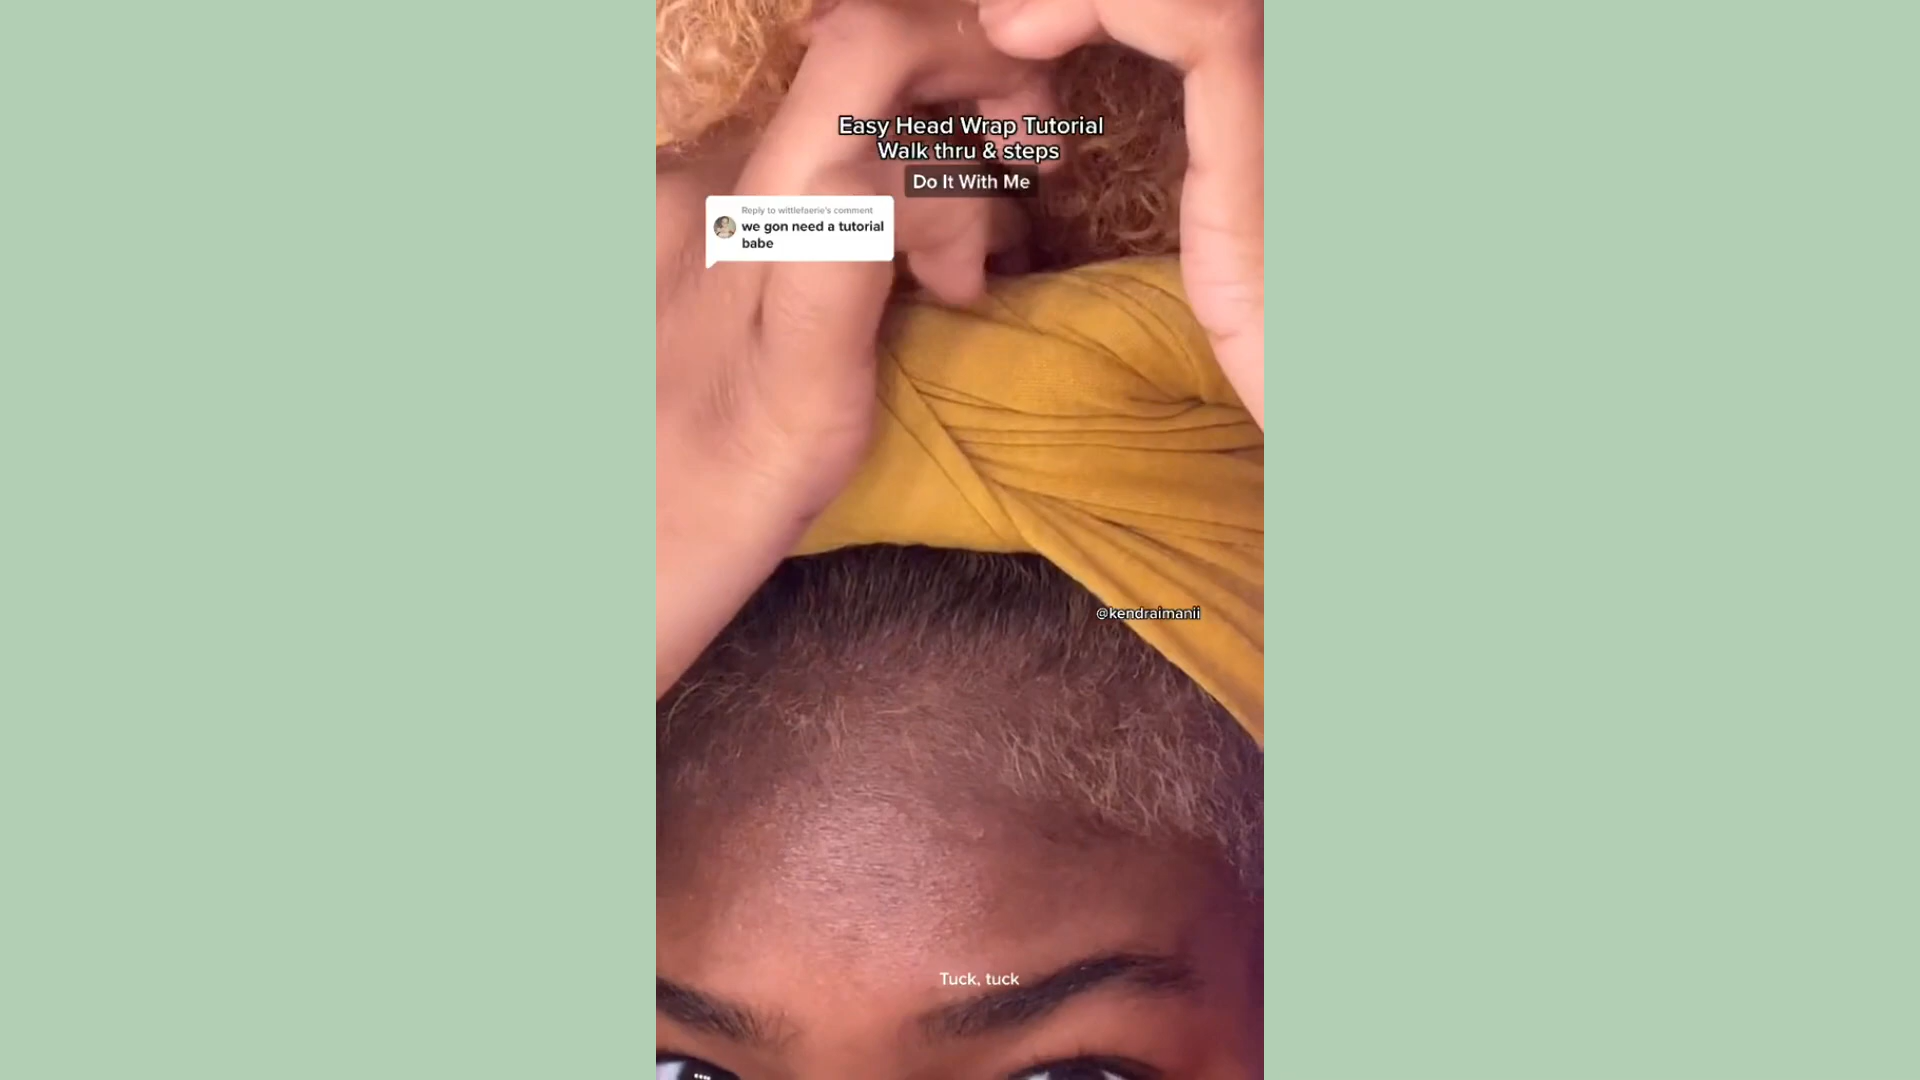 Easy Head Wrap Tutorial
Walk thru & steps
Do It With Me
Reply to wittlefaerie's comment
we gon need a tutorial
babe
@kendraimanii
Tuck, tuck